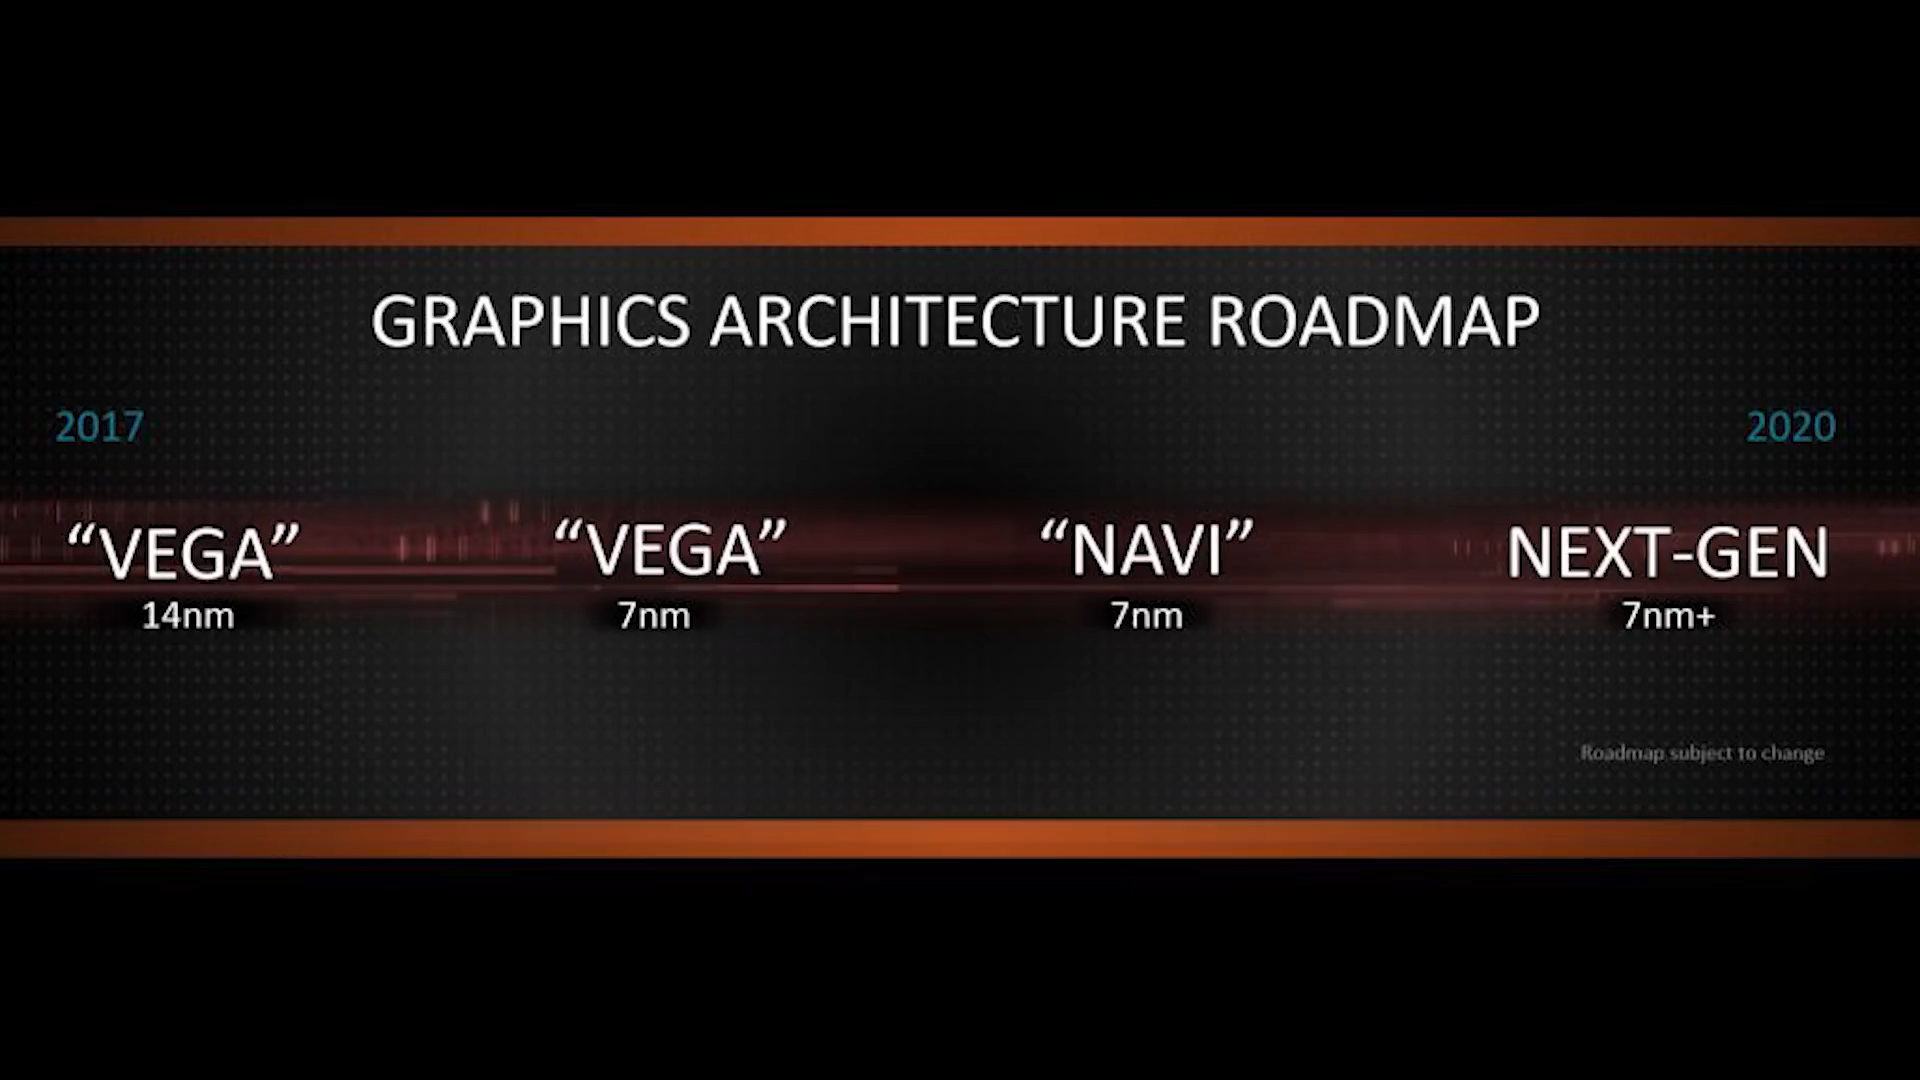 GRAPHICS ARCHITECTURE ROADMAP
2017 2020
“VEGA” “VEGA” “NAVI” NEXT-GEN
14nm 7nm 7nm 7nm+
Roadmap subject to change